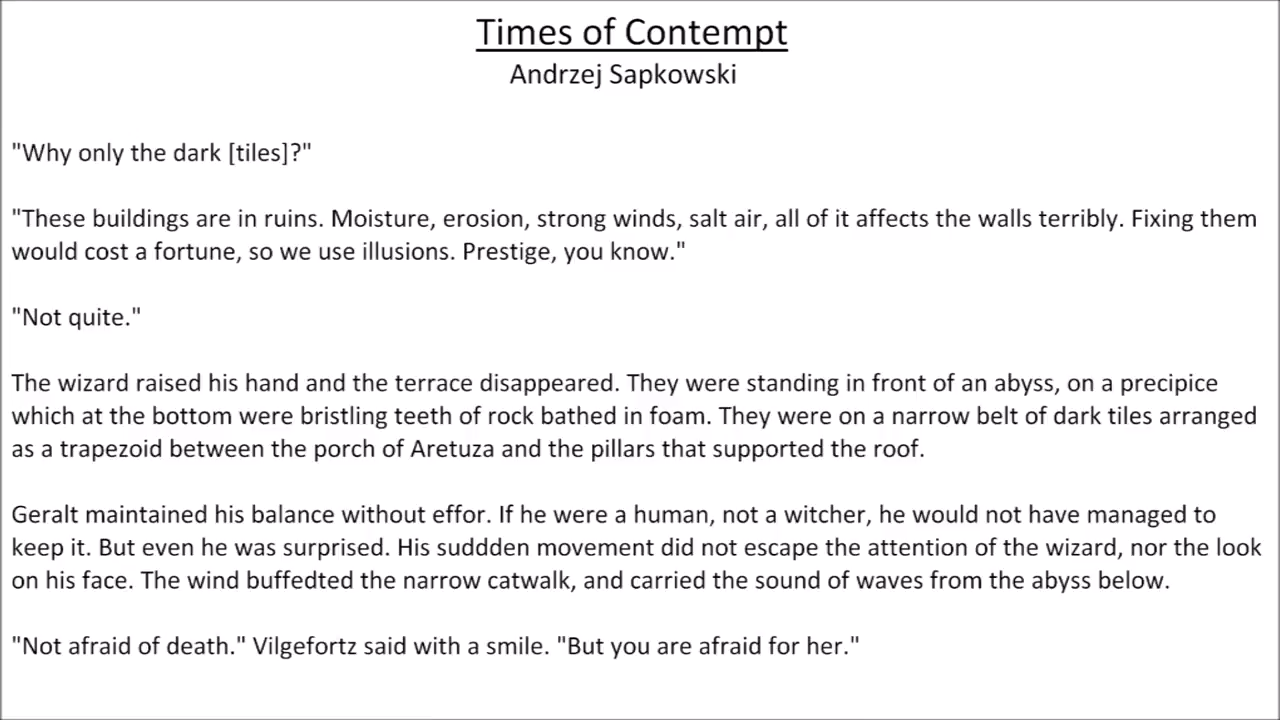 Times of Contempt
Andrzej Sapkowski
"Why only the dark [tiles]?"
"These buildings are in ruins. Moisture, erosion, strong winds, salt air, all of it affects the walls terribly. Fixing them
would cost a fortune, so we use illusions. Prestige, you know."
"Not quite."
The wizard raised his hand and the terrace disappeared. They were standing in front of an abyss, on a precipice
which at the bottom were bristling teeth of rock bathed in foam. They were on a narrow belt of dark tiles arranged
as a trapezoid between the porch of Aretuza and the pillars that supported the roof.
Geralt maintained his balance without effor. If he were a human, not a witcher, he would not have managed to
keep it. But even he was surprised. His suddden movement did not escape the attention of the wizard, nor the look
on his face. The wind buffedted the narrow catwalk, and carried the sound of waves from the abyss below.
"Not afraid of death." Vilgefortz said with a smile. "But you are afraid for her."